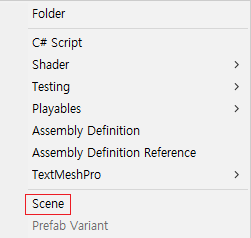 Folder
C# Script
Shader
Testing
Playables
Assembly Definition
Assembly Definition Reference
TextMeshPro
Scene
Prefab Variant